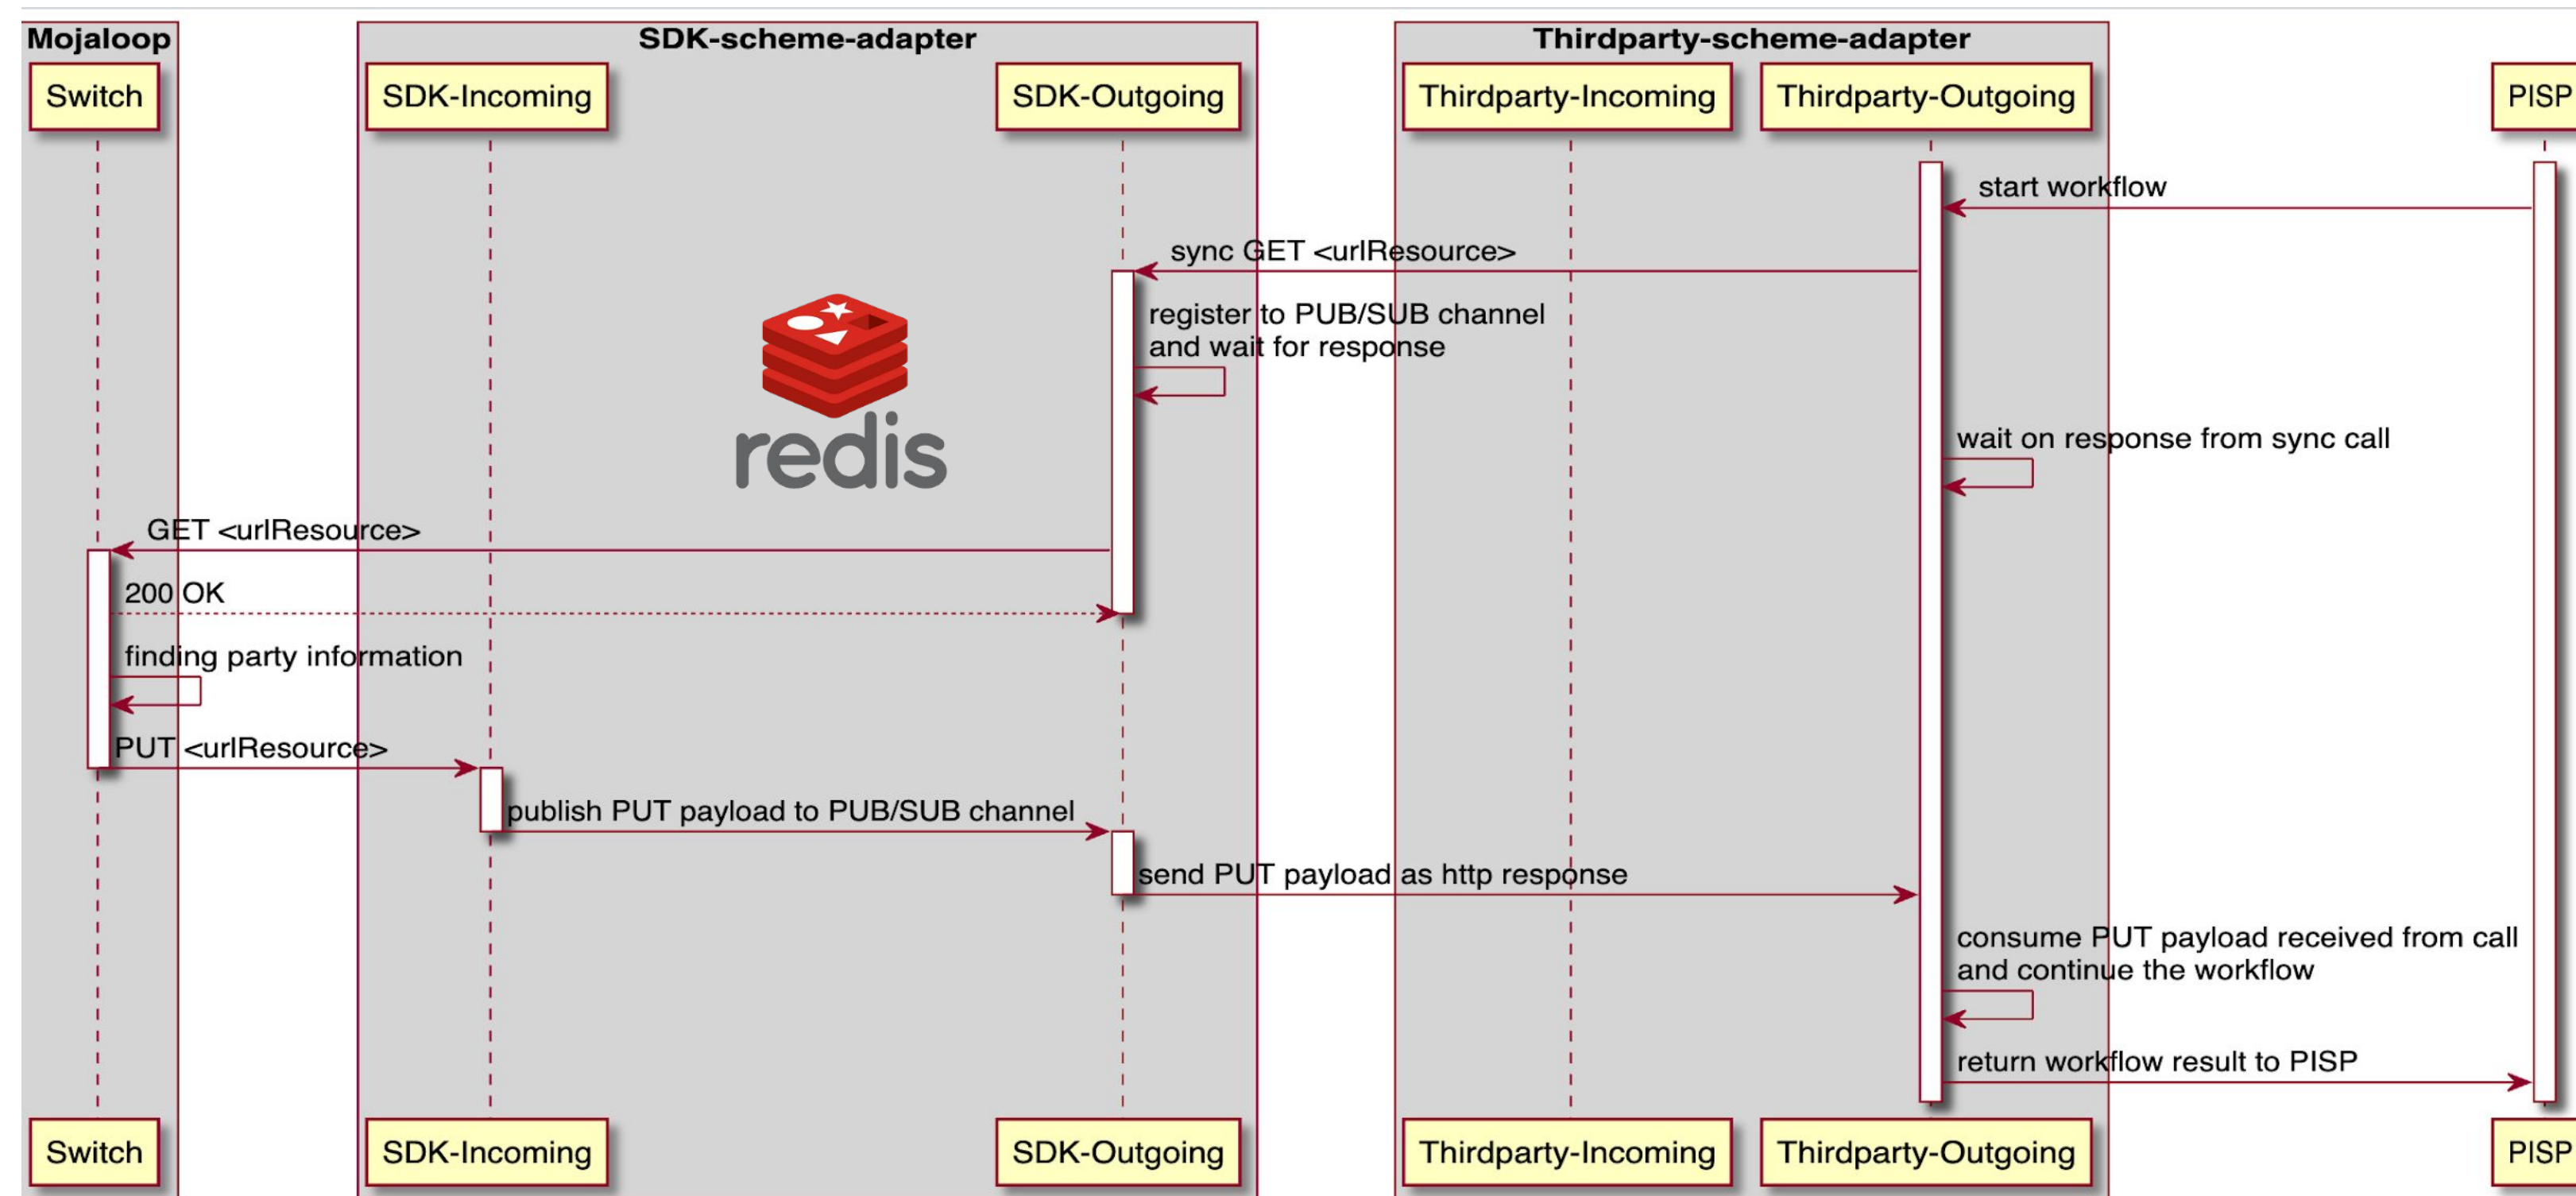 Mojaloop
SDK-scheme-adapter
Thirdparty-scheme-adapter
Switch
SDK-Incoming
SDK-Outgoing
Thirdparty-Incoming
Thirdparty-Outgoing
PISP
start workflow
sync GET <urlResource>
register to PUB/SUB channel
and wait for response
redis
wait on response from sync call
GET <urlResource>
200 OK
finding party information
PUT <urlResource>
publish PUT payload to PUB/SUB channel
send PUT payload as http response
consume PUT payload received from call
and continue the workflow
return workflow result to PISP
Switch
SDK-Incoming
SDK-Outgoing
Thirdparty-Incoming
Thirdparty-Outgoing
PISP